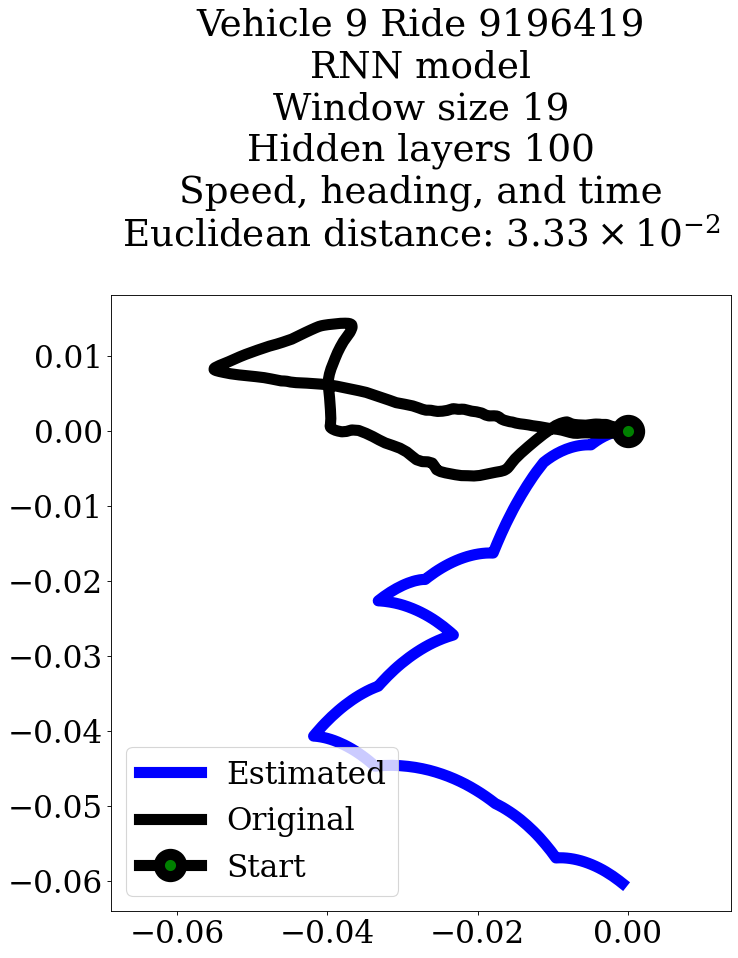 Vehicle 9 Ride 9196419
RNN model
Window size 19
Hidden layers 100
Speed, heading, and time
Euclidean distance: 3.33 × 10⁻²
0.01
0.00
−0.01
−0.02
−0.03
−0.04
−0.05
−0.06
Estimated
Original
Start
−0.06
−0.04
−0.02
0.00